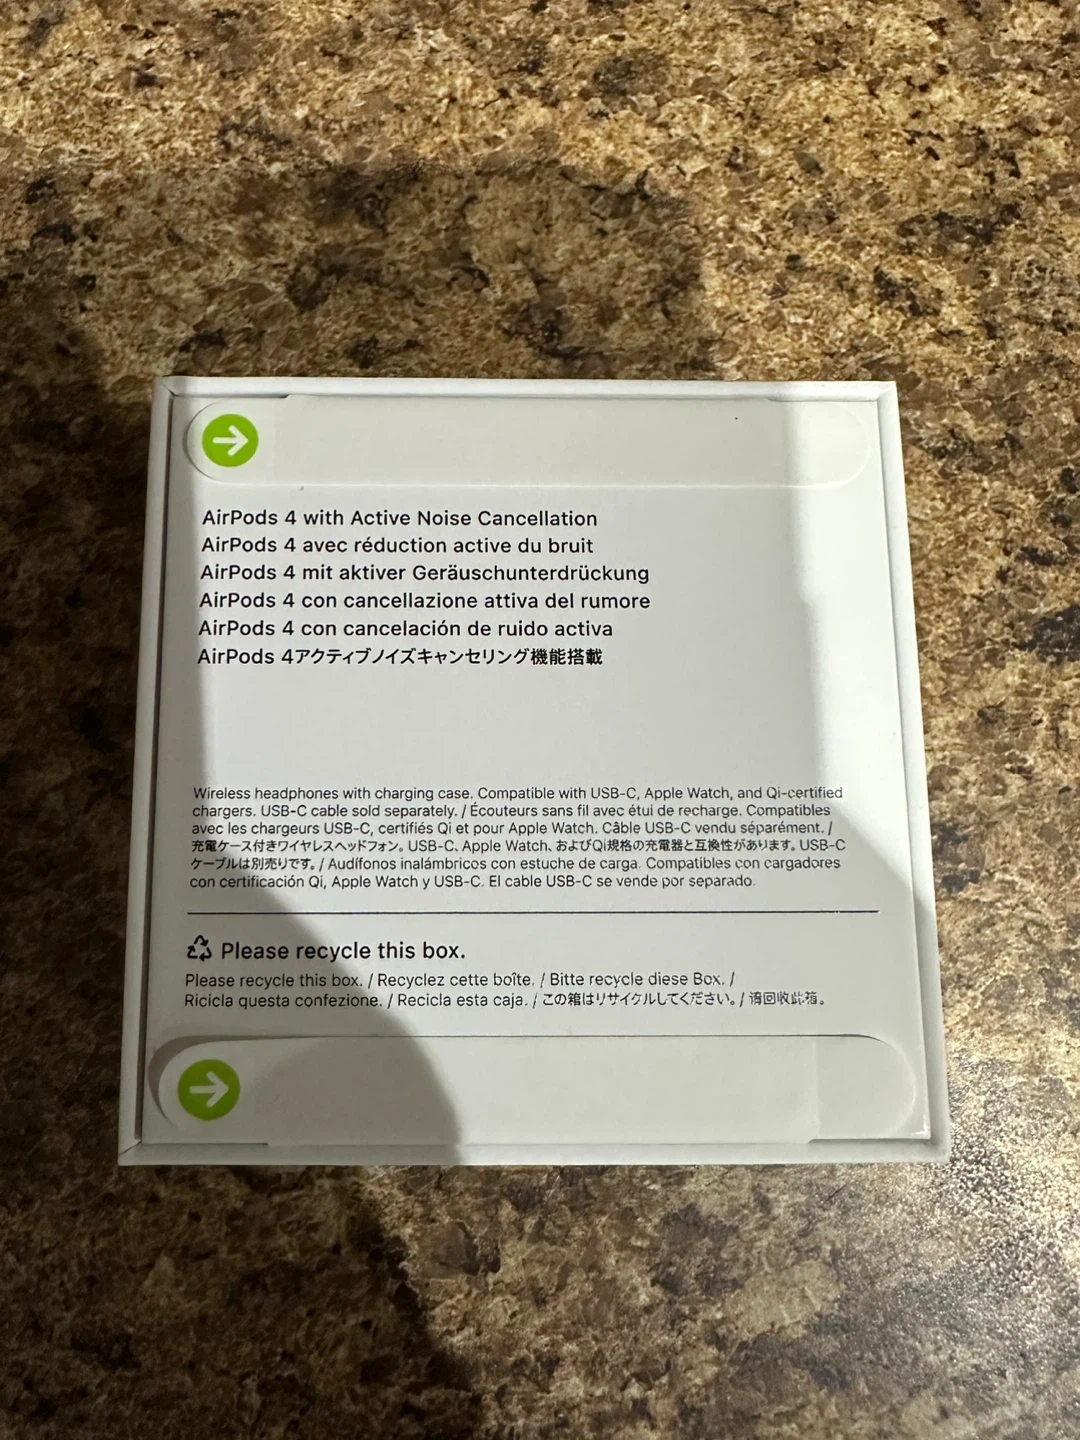 AirPods 4 with Active Noise Cancellation
AirPods 4 avec réduction active du bruit
AirPods 4 mit aktiver Geräuschunterdrückung
AirPods 4 con cancellazione attiva del rumore
AirPods 4 con cancelación de ruido activa
AirPods 4アクティブノイズキャンセリング機能搭載
Wireless headphones with charging case. Compatible with USB-C, Apple Watch, and Qi-certified
chargers. USB-C cable sold separately. / Écouteurs sans fil avec étui de recharge. Compatibles
avec les chargeurs USB-C, certifiés Qi et pour Apple Watch. Câble USB-C vendu séparément. /
充電ケース付きワイヤレスヘッドフォン。USB-C、Apple Watch、およびQi規格の充電器と互換性があります。USB-C
ケーブルは別売りです。/ Audífonos inalámbricos con estuche de carga. Compatibles con cargadores
con certificación Qi, Apple Watch y USB-C. El cable USB-C se vende por separado.
Please recycle this box.
Please recycle this box. / Recyclez cette boîte. / Bitte recycle diese Box. /
Ricicla questa confezione. / Recicla esta caja. / この箱はリサイクルしてください。/ 请回收此箱。